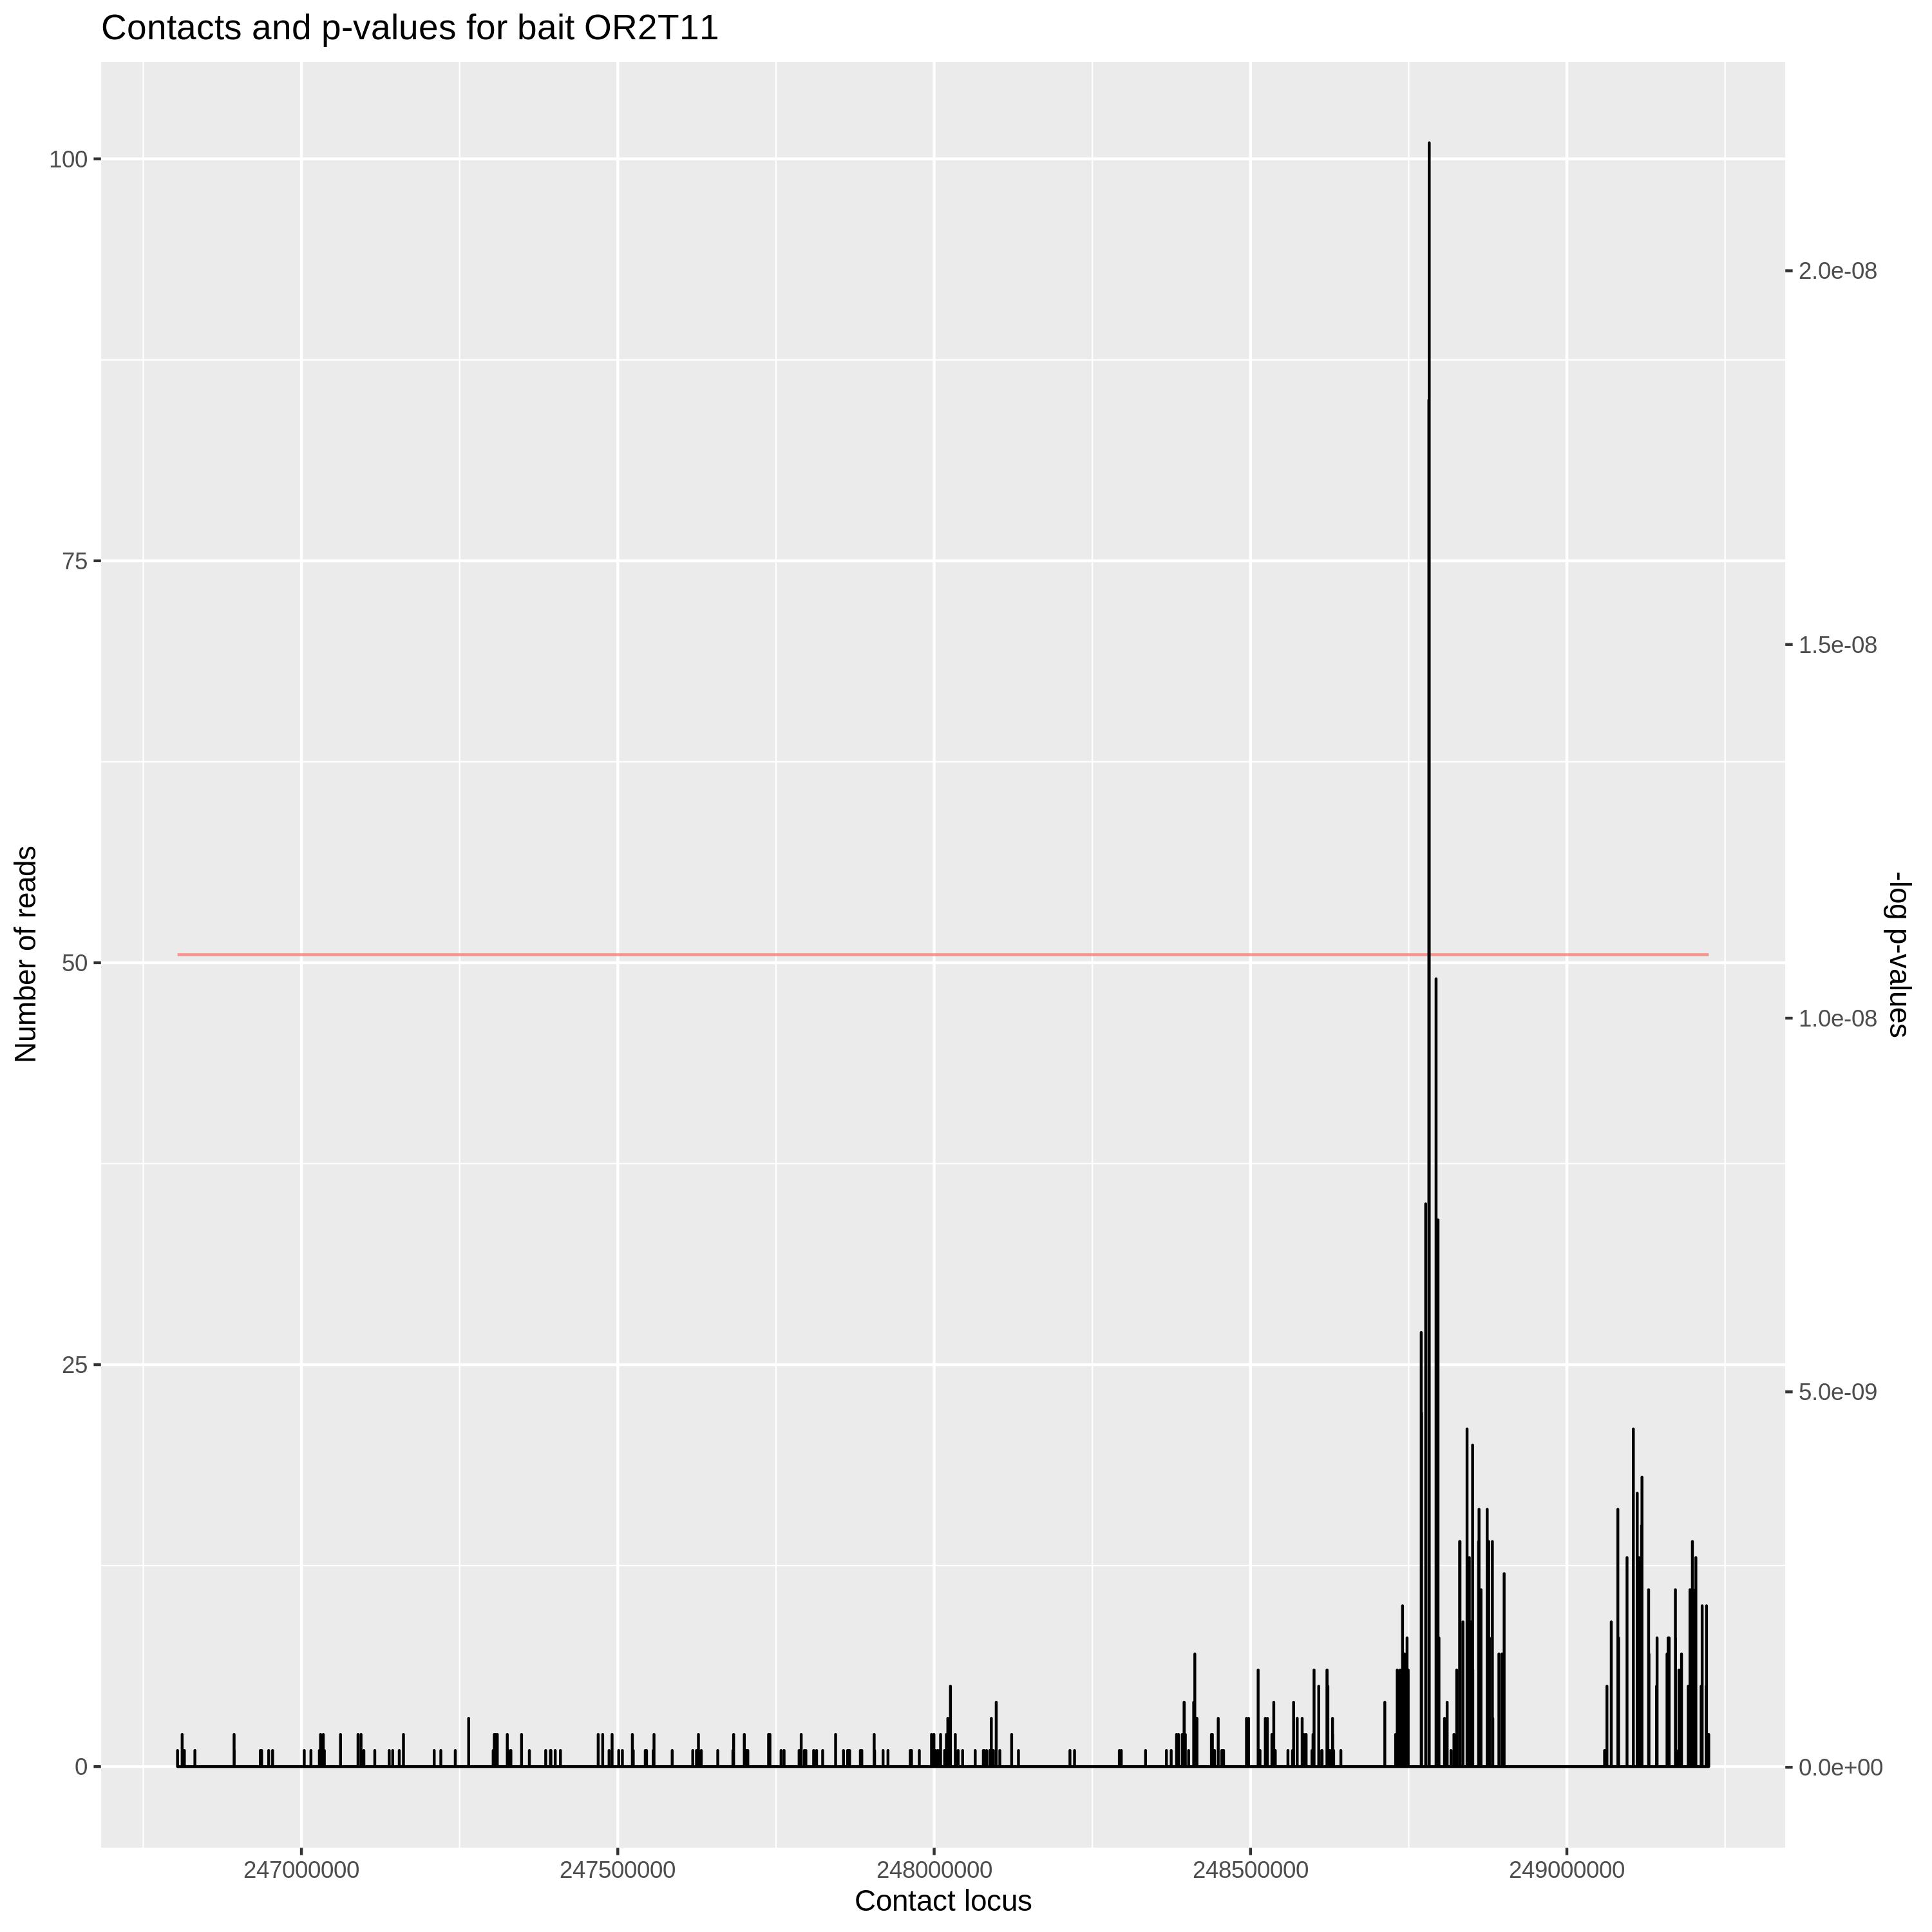 Contacts and p-values for bait OR2T11
Number of reads
100
75
50
25
0
2.0e-08
1.5e-08
1.0e-08
5.0e-09
0.0e+00
-log p-values
247000000 247500000 248000000 248500000 249000000
Contact locus